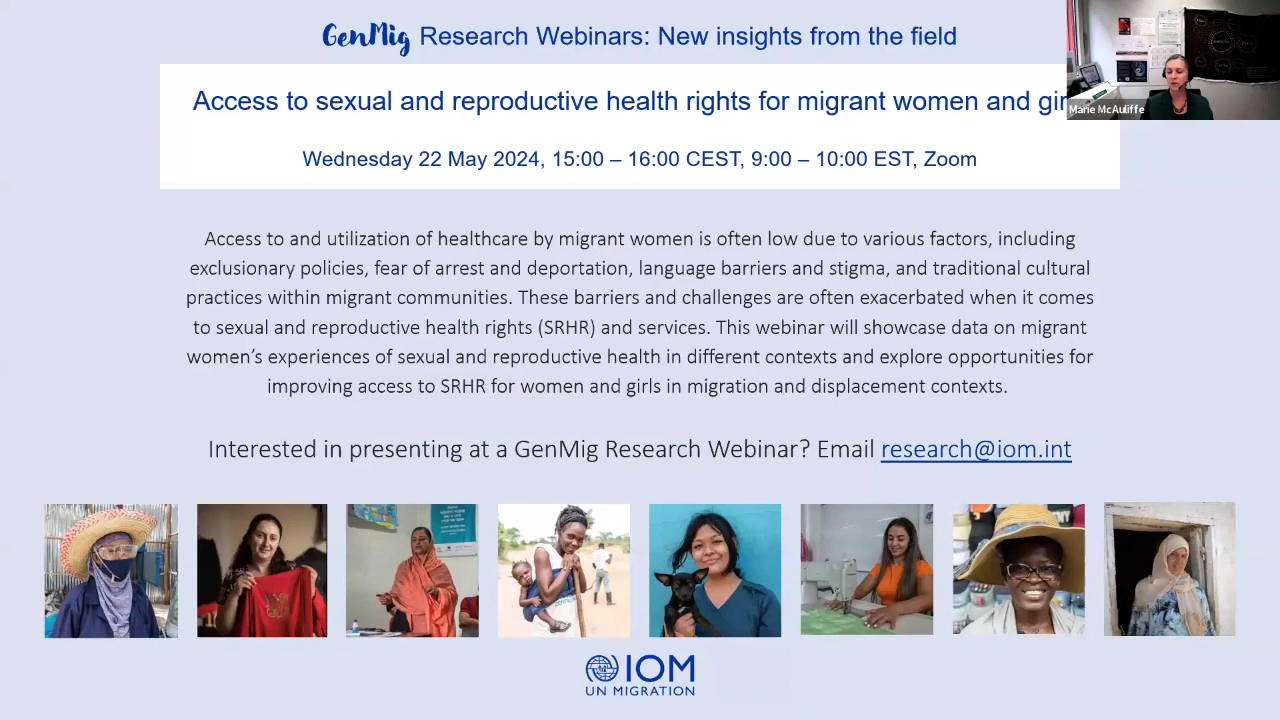 GenMig Research Webinars: New insights from the field
Access to sexual and reproductive health rights for migrant women and gir
Marie McAuliffe
Wednesday 22 May 2024, 15:00 – 16:00 CEST, 9:00 – 10:00 EST, Zoom
Access to and utilization of healthcare by migrant women is often low due to various factors, including
exclusionary policies, fear of arrest and deportation, language barriers and stigma, and traditional cultural
practices within migrant communities. These barriers and challenges are often exacerbated when it comes
to sexual and reproductive health rights (SRHR) and services. This webinar will showcase data on migrant
women's experiences of sexual and reproductive health in different contexts and explore opportunities for
improving access to SRHR for women and girls in migration and displacement contexts.
Interested in presenting at a GenMig Research Webinar? Email research@iom.int
IOM
UN MIGRATION